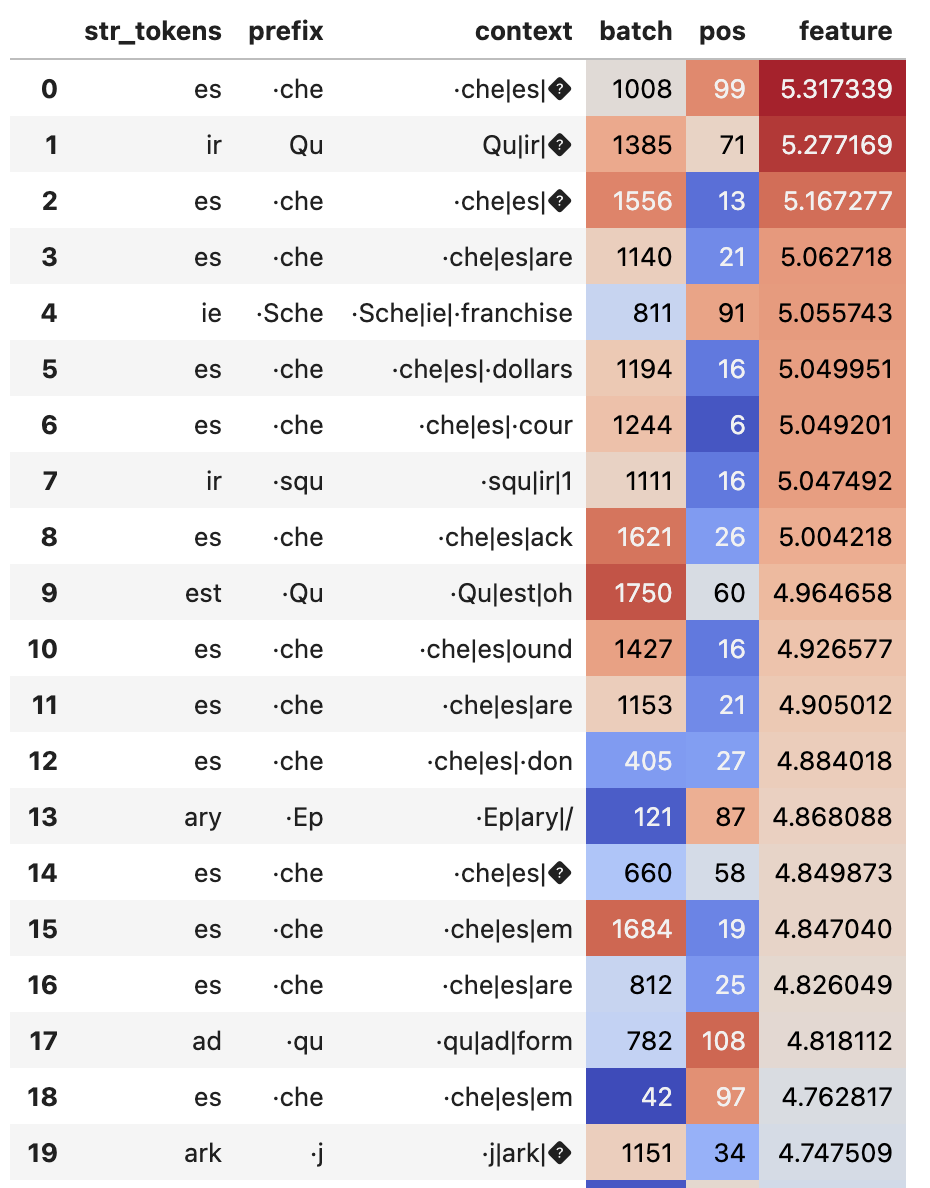 str_tokens prefix context batch pos feature
0 es ·che ·che|es|� 1008 99 5.317339
1 ir Qu Qu|ir|� 1385 71 5.277169
2 es ·che ·che|es|� 1556 13 5.167277
3 es ·che ·che|es|are 1140 21 5.062718
4 ie ·Sche ·Sche|ie|·franchise 811 91 5.055743
5 es ·che ·che|es|·dollars 1194 16 5.049951
6 es ·che ·che|es|·cour 1244 6 5.049201
7 ir ·squ ·squ|ir|1 1111 16 5.047492
8 es ·che ·che|es|ack 1621 26 5.004218
9 est ·Qu ·Qu|est|oh 1750 60 4.964658
10 es ·che ·che|es|ound 1427 16 4.926577
11 es ·che ·che|es|are 1153 21 4.905012
12 es ·che ·che|es|·don 405 27 4.884018
13 ary ·Ep ·Ep|ary|/ 121 87 4.868088
14 es ·che ·che|es|� 660 58 4.849873
15 es ·che ·che|es|em 1684 19 4.847040
16 es ·che ·che|es|are 812 25 4.826049
17 ad ·qu ·qu|ad|form 782 108 4.818112
18 es ·che ·che|es|em 42 97 4.762817
19 ark ·j ·j|ark|� 1151 34 4.747509